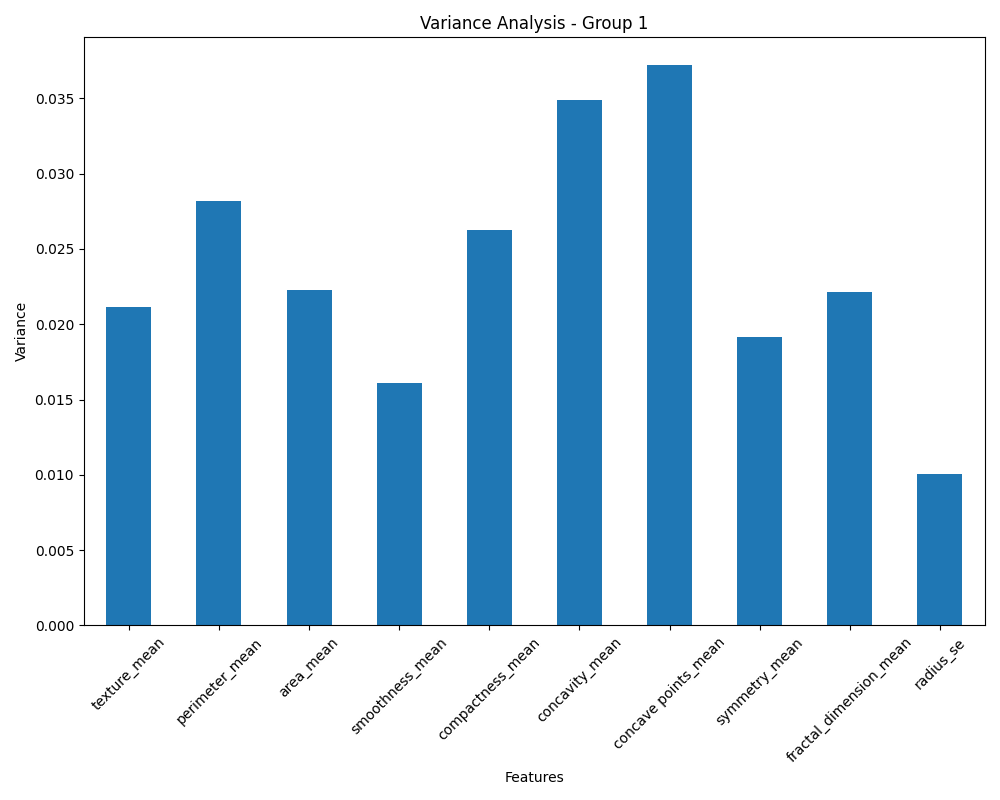 Variance Analysis - Group 1
0.035
0.030
0.025
0.020
0.015
0.010
0.005
0.000
Variance
texture_mean
perimeter_mean
area_mean
smoothness_mean
compactness_mean
concavity_mean
concave points_mean
symmetry_mean
fractal_dimension_mean
radius_se
Features